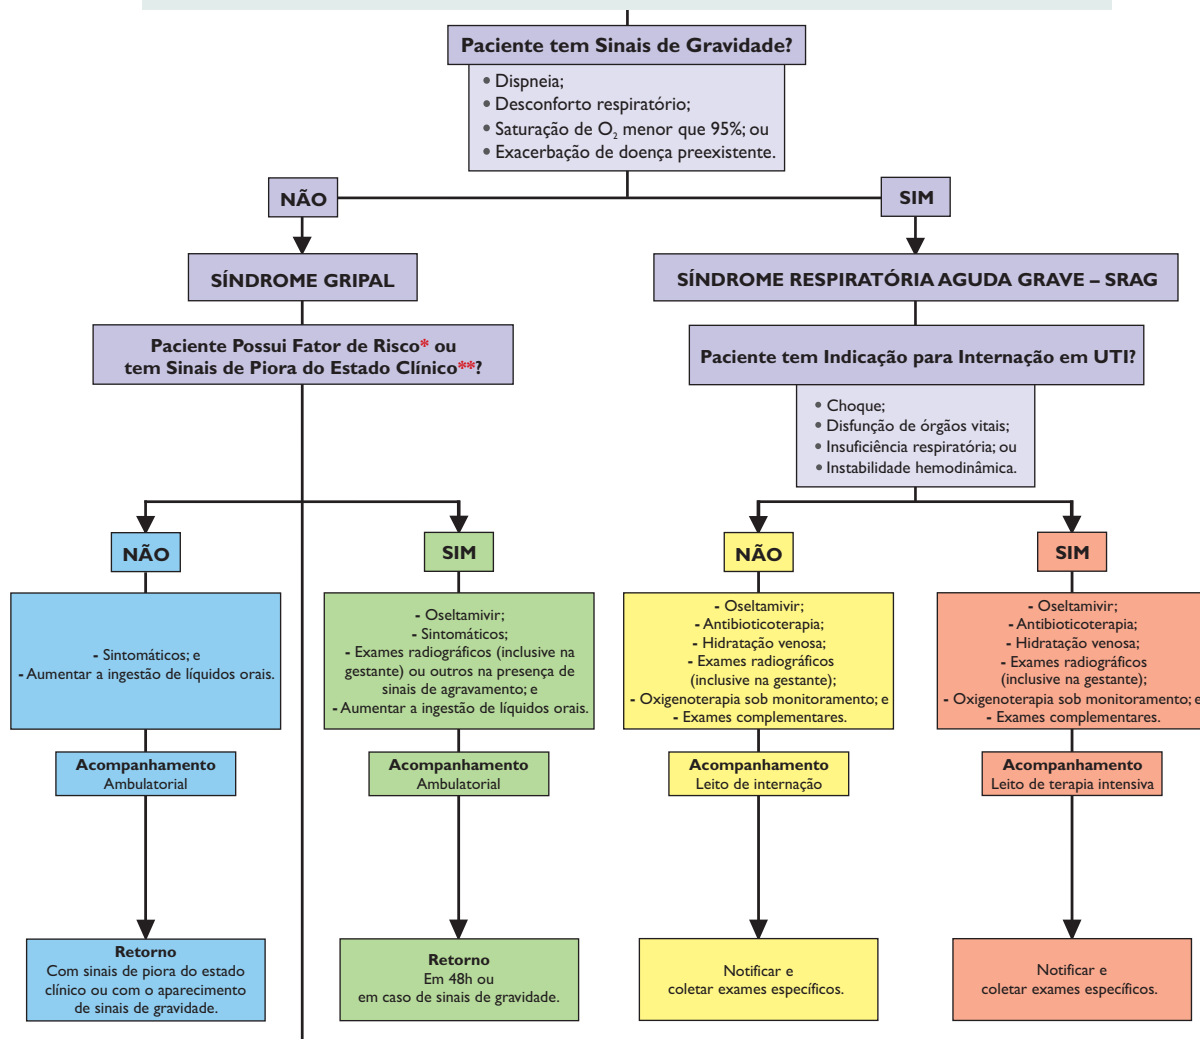 Paciente tem Sinais de Gravidade?
• Dispneia;
• Desconforto respiratório;
• Saturação de O₂ menor que 95%; ou
• Exacerbação de doença preexistente.
NÃO
SIM
SÍNDROME GRIPAL
SÍNDROME RESPIRATÓRIA AGUDA GRAVE – SRAG
Paciente Possui Fator de Risco* ou
tem Sinais de Piora do Estado Clínico**?
Paciente tem Indicação para Internação em UTI?
• Choque;
• Disfunção de órgãos vitais;
• Insuficiência respiratória; ou
• Instabilidade hemodinâmica.
NÃO
SIM
NÃO
SIM
- Sintomáticos; e
- Aumentar a ingestão de líquidos orais.
- Oseltamivir;
- Sintomáticos;
- Exames radiográficos (inclusive na
gestante) ou outros na presença de
sinais de agravamento; e
- Aumentar a ingestão de líquidos orais.
- Oseltamivir;
- Antibioticoterapia;
- Hidratação venosa;
- Exames radiográficos
(inclusive na gestante);
- Oxigenoterapia sob monitoramento; e
- Exames complementares.
- Oseltamivir;
- Antibioticoterapia;
- Hidratação venosa;
- Exames radiográficos
(inclusive na gestante);
- Oxigenoterapia sob monitoramento; e
- Exames complementares.
Acompanhamento
Ambulatorial
Acompanhamento
Ambulatorial
Acompanhamento
Leito de internação
Acompanhamento
Leito de terapia intensiva
Retorno
Com sinais de piora do estado
clínico ou com o aparecimento
de sinais de gravidade.
Retorno
Em 48h ou
em caso de sinais de gravidade.
Notificar e
coletar exames específicos.
Notificar e
coletar exames específicos.